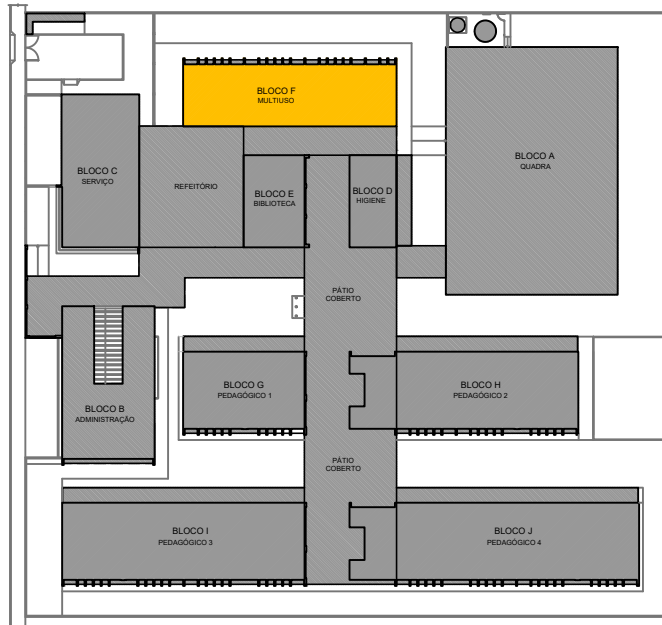 BLOCO F
MULTIUSO
BLOCO A
QUADRA
BLOCO C
SERVIÇO
REFEITÓRIO
BLOCO E
BIBLIOTECA
BLOCO D
HIGIENE
PÁTIO
COBERTO
BLOCO G
PEDAGÓGICO 1
BLOCO H
PEDAGÓGICO 2
BLOCO B
ADMINISTRAÇÃO
PÁTIO
COBERTO
BLOCO I
PEDAGÓGICO 3
BLOCO J
PEDAGÓGICO 4